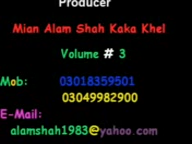 Producer
Mian Alam Shah Kaka Khel
Volume # 3
Mob: 03018359501
03049982900
E-Mail:
alamshah1983@yahoo.com